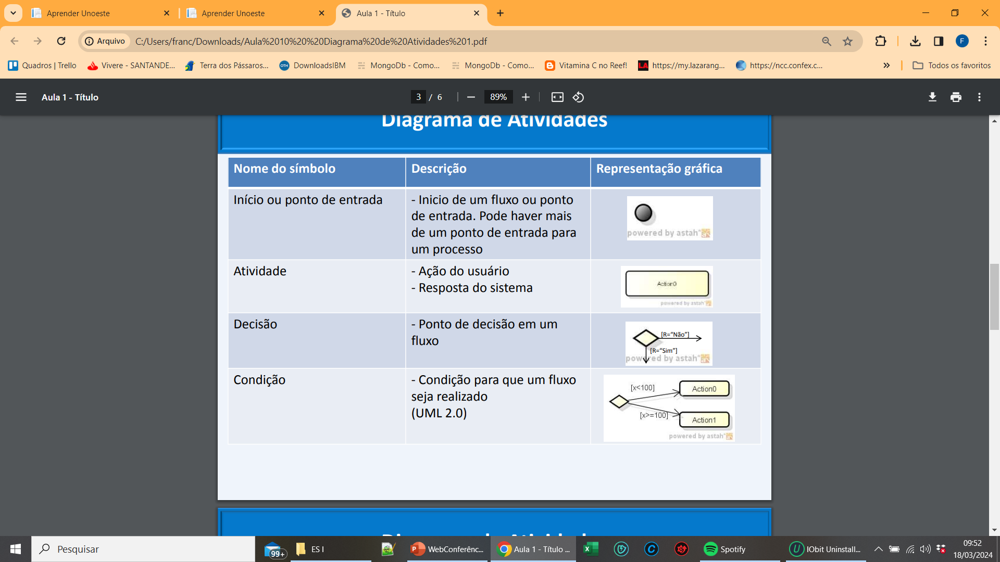 Aprender Unoeste
Aprender Unoeste
Aula 1 - Título
Arquivo
C:/Users/franc/Downloads/Aula%2010%20%20Diagrama%20de%20Atividades%201.pdf
F
Quadros | Trello
Vivere - SANTANDE...
Terra dos Pássaros...
OTH
DownloadsIBM
MongoDb - Como...
MongoDb - Como...
Vitamina C no Reef!
LA
https://my.lazarang...
https://ncc.confex.c...
Todos os favoritos
Aula 1 - Título
3 / 6
89%
Diagrama de Atividades
Nome do símbolo
Descrição
Representação gráfica
Início ou ponto de entrada
- Inicio de um fluxo ou ponto
de entrada. Pode haver mais
de um ponto de entrada para
um processo
powered by astah*
Atividade
- Ação do usuário
- Resposta do sistema
Action0
powered by astah*
Decisão
- Ponto de decisão em um
fluxo
[R="Não"]
[R="Sim"]
powered by astah*
Condição
- Condição para que um fluxo
seja realizado
(UML 2.0)
[x<100]
Action0
[x>=100]
Action1
powered by astah*
Diagrama de Atividades
Pesquisar
99+
ES I
WebConferênc...
Aula 1 - Título ...
Spotify
IObit Uninstall...
09:52
18/03/2024